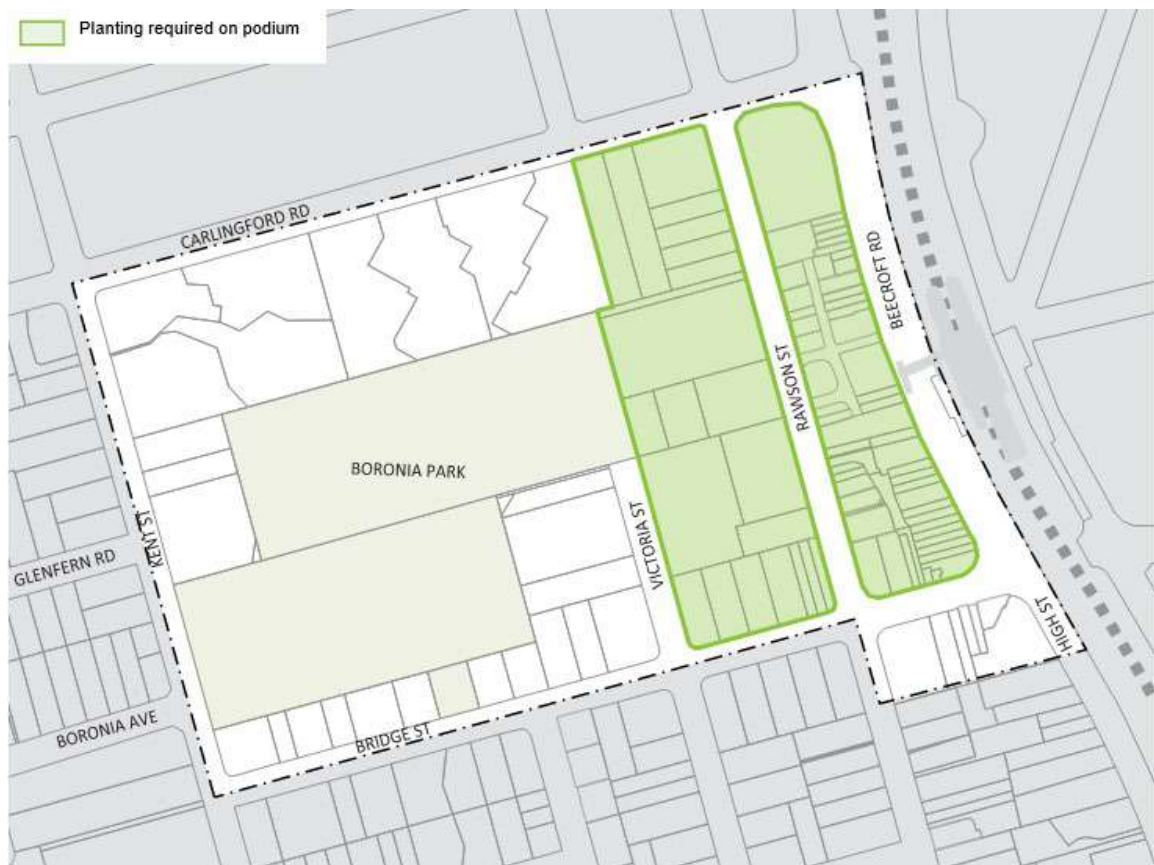 Planting required on podium
CARLINGFORD RD
BEECROFT RD
RAWSON ST
BORONIA PARK
VICTORIA ST
KENT ST
GLENFERN RD
HIGH ST
BORONIA AVE
BRIDGE ST